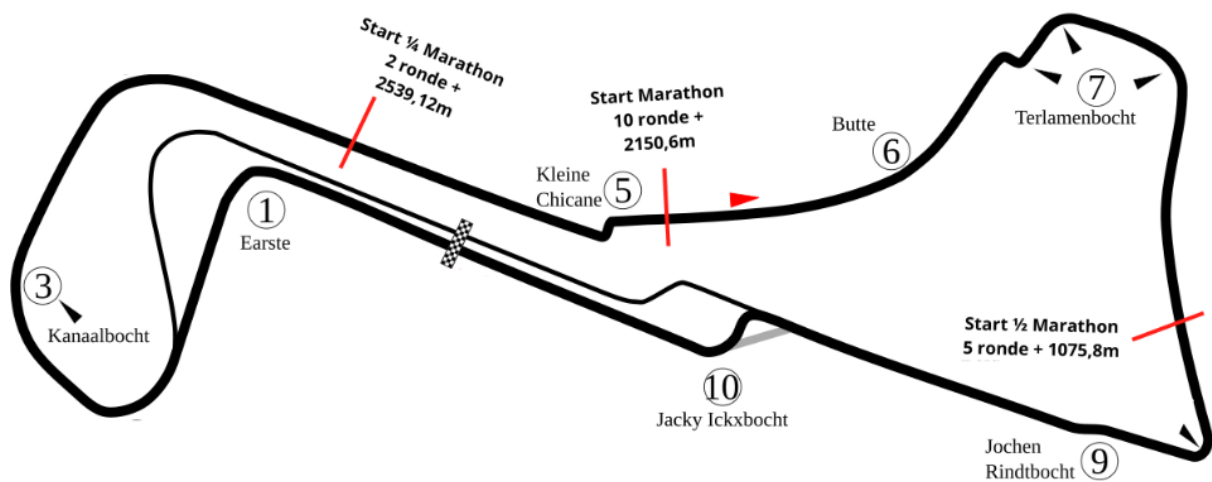 Start ¼ Marathon
2 ronde +
2539,12m
Start Marathon
10 ronde +
2150,6m
Butte
6
7
Terlamenbocht
Kleine
Chicane
5
1
Earste
3
Kanaalbocht
Start ½ Marathon
5 ronde + 1075,8m
10
Jacky Ickxbocht
Jochen
Rindtbocht
9